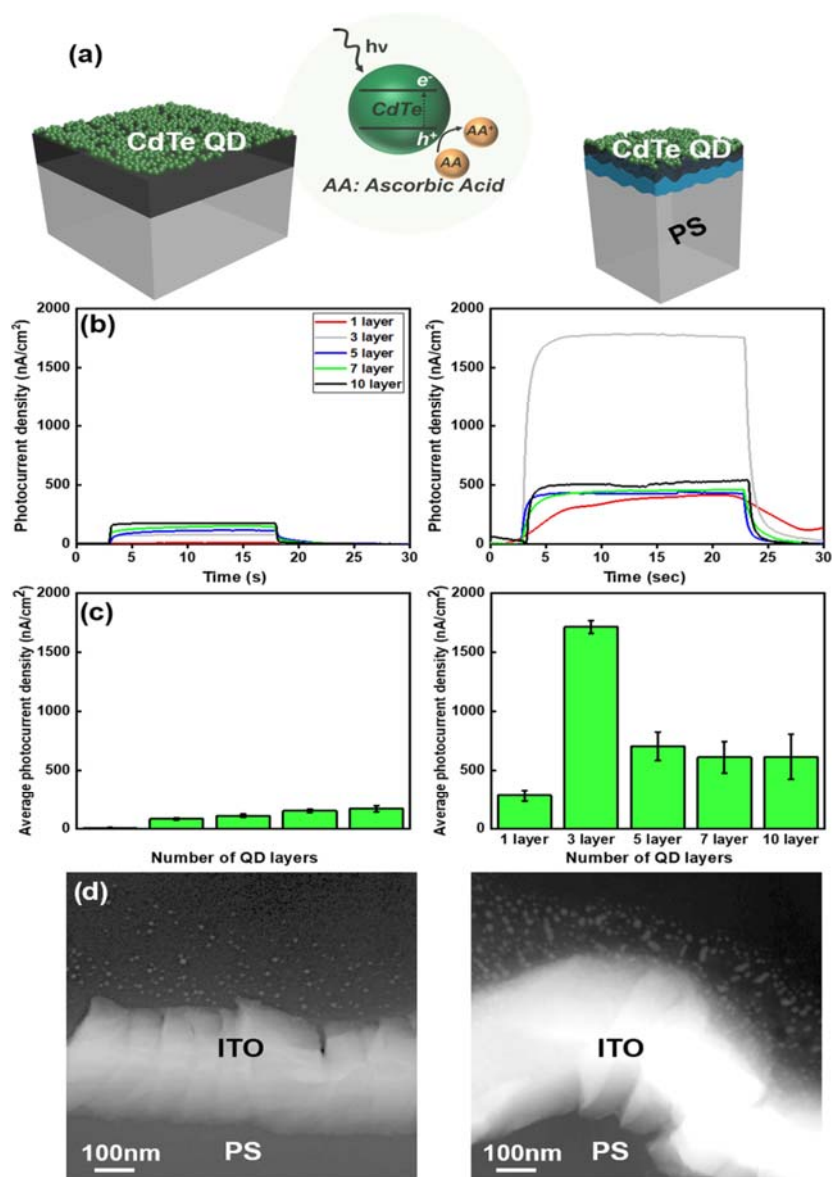 (a)
hν
e⁻
CdTe
h⁺
AA⁺
AA
AA: Ascorbic Acid
CdTe QD
CdTe QD
PS
(b)
Photocurrent density (nA/cm²)
2000
1500
1000
500
0
0 5 10 15 20 25 30
Time (s)
1 layer
3 layer
5 layer
7 layer
10 layer
Photocurrent density (nA/cm²)
2000
1500
1000
500
0
0 5 10 15 20 25 30
Time (sec)
(c)
Average photocurrent density (nA/cm²)
2000
1500
1000
500
0
Number of QD layers
Average photocurrent density (nA/cm²)
2000
1500
1000
500
0
1 layer 3 layer 5 layer 7 layer 10 layer
Number of QD layers
(d)
ITO
100nm
PS
ITO
100nm
PS